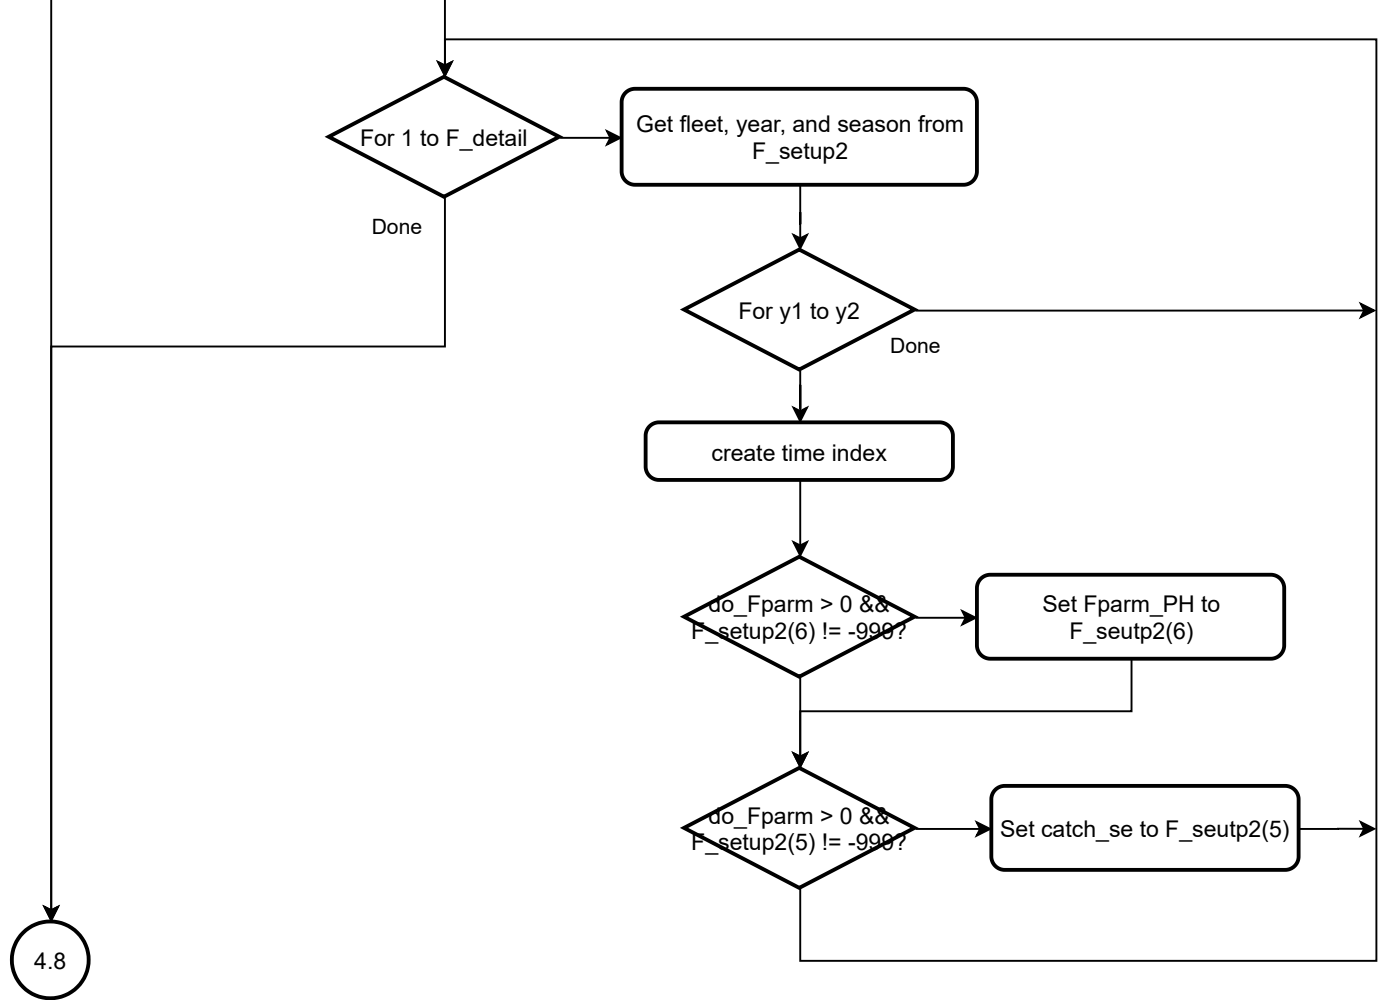 For 1 to F_detail
Get fleet, year, and season from
F_setup2
Done
For y1 to y2
Done
create time index
do_Fparm > 0 &&
F_setup2(6) != -999?
Set Fparm_PH to
F_seutp2(6)
do_Fparm > 0 &&
F_setup2(5) != -999?
Set catch_se to F_seutp2(5)
4.8